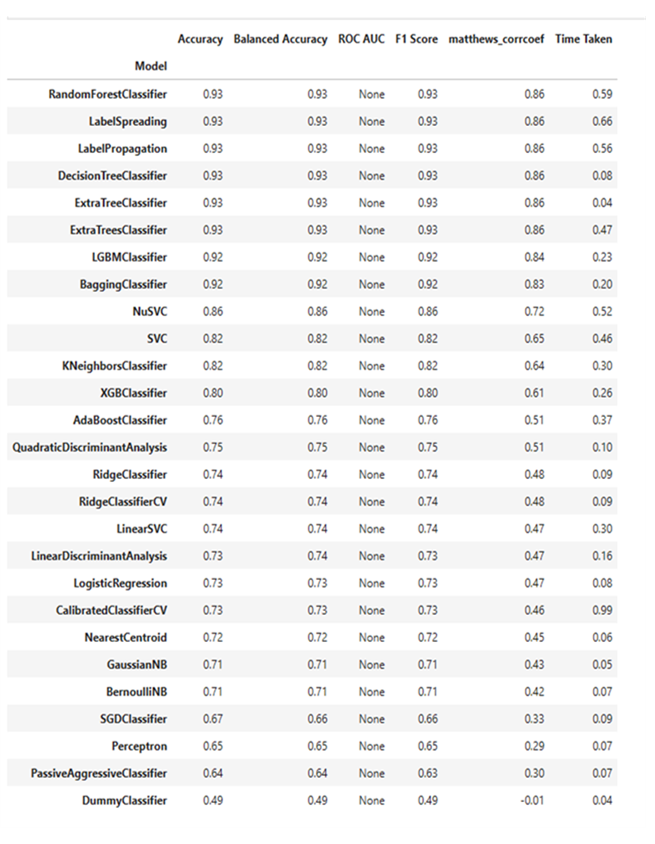 Accuracy Balanced Accuracy ROC AUC F1 Score matthews_corrcoef Time Taken
Model
RandomForestClassifier 0.93 0.93 None 0.93 0.86 0.59
LabelSpreading 0.93 0.93 None 0.93 0.86 0.66
LabelPropagation 0.93 0.93 None 0.93 0.86 0.56
DecisionTreeClassifier 0.93 0.93 None 0.93 0.86 0.08
ExtraTreeClassifier 0.93 0.93 None 0.93 0.86 0.04
ExtraTreesClassifier 0.93 0.93 None 0.93 0.86 0.47
LGBMClassifier 0.92 0.92 None 0.92 0.84 0.23
BaggingClassifier 0.92 0.92 None 0.92 0.83 0.20
NuSVC 0.86 0.86 None 0.86 0.72 0.52
SVC 0.82 0.82 None 0.82 0.65 0.46
KNeighborsClassifier 0.82 0.82 None 0.82 0.64 0.30
XGBClassifier 0.80 0.80 None 0.80 0.61 0.26
AdaBoostClassifier 0.76 0.76 None 0.76 0.51 0.37
QuadraticDiscriminantAnalysis 0.75 0.75 None 0.75 0.51 0.10
RidgeClassifier 0.74 0.74 None 0.74 0.48 0.09
RidgeClassifierCV 0.74 0.74 None 0.74 0.48 0.09
LinearSVC 0.74 0.74 None 0.74 0.47 0.30
LinearDiscriminantAnalysis 0.73 0.74 None 0.73 0.47 0.16
LogisticRegression 0.73 0.73 None 0.73 0.47 0.08
CalibratedClassifierCV 0.73 0.73 None 0.73 0.46 0.99
NearestCentroid 0.72 0.72 None 0.72 0.45 0.06
GaussianNB 0.71 0.71 None 0.71 0.43 0.05
BernoulliNB 0.71 0.71 None 0.71 0.42 0.07
SGDClassifier 0.67 0.66 None 0.66 0.33 0.09
Perceptron 0.65 0.65 None 0.65 0.29 0.07
PassiveAggressiveClassifier 0.64 0.64 None 0.63 0.30 0.07
DummyClassifier 0.49 0.49 None 0.49 -0.01 0.04